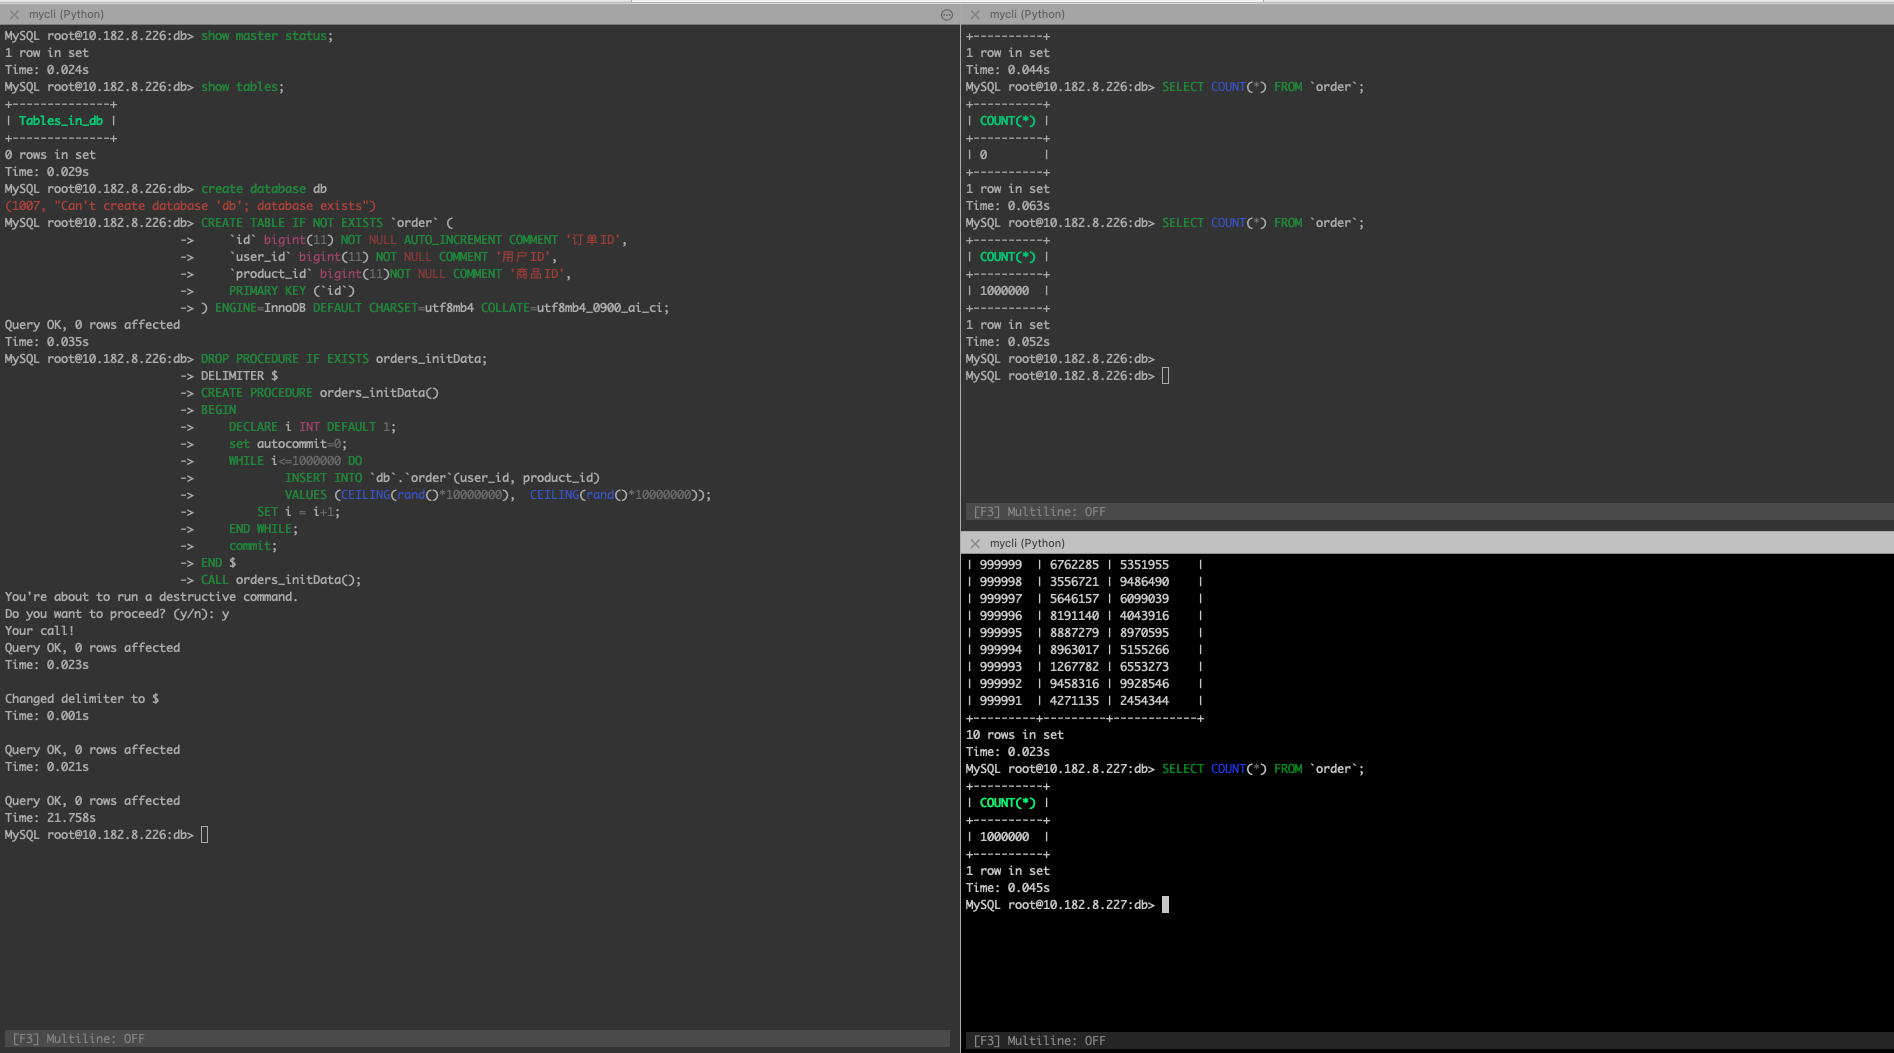 mycli (Python)
MySQL root@10.182.8.226:db> show master status;
1 row in set
Time: 0.024s
MySQL root@10.182.8.226:db> show tables;
+--------------+
| Tables_in_db |
+--------------+
0 rows in set
Time: 0.029s
MySQL root@10.182.8.226:db> create database db
(1007, "Can't create database 'db'; database exists")
MySQL root@10.182.8.226:db> CREATE TABLE IF NOT EXISTS `order` (
                         ->     `id` bigint(11) NOT NULL AUTO_INCREMENT COMMENT '订单ID',
                         ->     `user_id` bigint(11) NOT NULL COMMENT '用户ID',
                         ->     `product_id` bigint(11)NOT NULL COMMENT '商品ID',
                         ->     PRIMARY KEY (`id`)
                         -> ) ENGINE=InnoDB DEFAULT CHARSET=utf8mb4 COLLATE=utf8mb4_0900_ai_ci;
Query OK, 0 rows affected
Time: 0.035s
MySQL root@10.182.8.226:db> DROP PROCEDURE IF EXISTS orders_initData;
                         -> DELIMITER $
                         -> CREATE PROCEDURE orders_initData()
                         -> BEGIN
                         ->     DECLARE i INT DEFAULT 1;
                         ->     set autocommit=0;
                         ->     WHILE i<=1000000 DO
                         ->             INSERT INTO `db`.`order`(user_id, product_id)
                         ->             VALUES (CEILING(rand()*10000000),  CEILING(rand()*10000000));
                         ->         SET i = i+1;
                         ->     END WHILE;
                         ->     commit;
                         -> END $
                         -> CALL orders_initData();
You're about to run a destructive command.
Do you want to proceed? (y/n): y
Your call!
Query OK, 0 rows affected
Time: 0.023s
Changed delimiter to $
Time: 0.001s
Query OK, 0 rows affected
Time: 0.021s
Query OK, 0 rows affected
Time: 21.758s
MySQL root@10.182.8.226:db>
[F3] Multiline: OFF
mycli (Python)
+----------+
1 row in set
Time: 0.044s
MySQL root@10.182.8.226:db> SELECT COUNT(*) FROM `order`;
+----------+
| COUNT(*) |
+----------+
| 0        |
+----------+
1 row in set
Time: 0.063s
MySQL root@10.182.8.226:db> SELECT COUNT(*) FROM `order`;
+----------+
| COUNT(*) |
+----------+
| 1000000  |
+----------+
1 row in set
Time: 0.052s
MySQL root@10.182.8.226:db>
MySQL root@10.182.8.226:db>
[F3] Multiline: OFF
mycli (Python)
| 999999  | 6762285 | 5351955    |
| 999998  | 3556721 | 9486490    |
| 999997  | 5646157 | 6099039    |
| 999996  | 8191140 | 4043916    |
| 999995  | 8887279 | 8970595    |
| 999994  | 8963017 | 5155266    |
| 999993  | 1267782 | 6553273    |
| 999992  | 9458316 | 9928546    |
| 999991  | 4271135 | 2454344    |
+---------+---------+------------+
10 rows in set
Time: 0.023s
MySQL root@10.182.8.227:db> SELECT COUNT(*) FROM `order`;
+----------+
| COUNT(*) |
+----------+
| 1000000  |
+----------+
1 row in set
Time: 0.045s
MySQL root@10.182.8.227:db>
[F3] Multiline: OFF